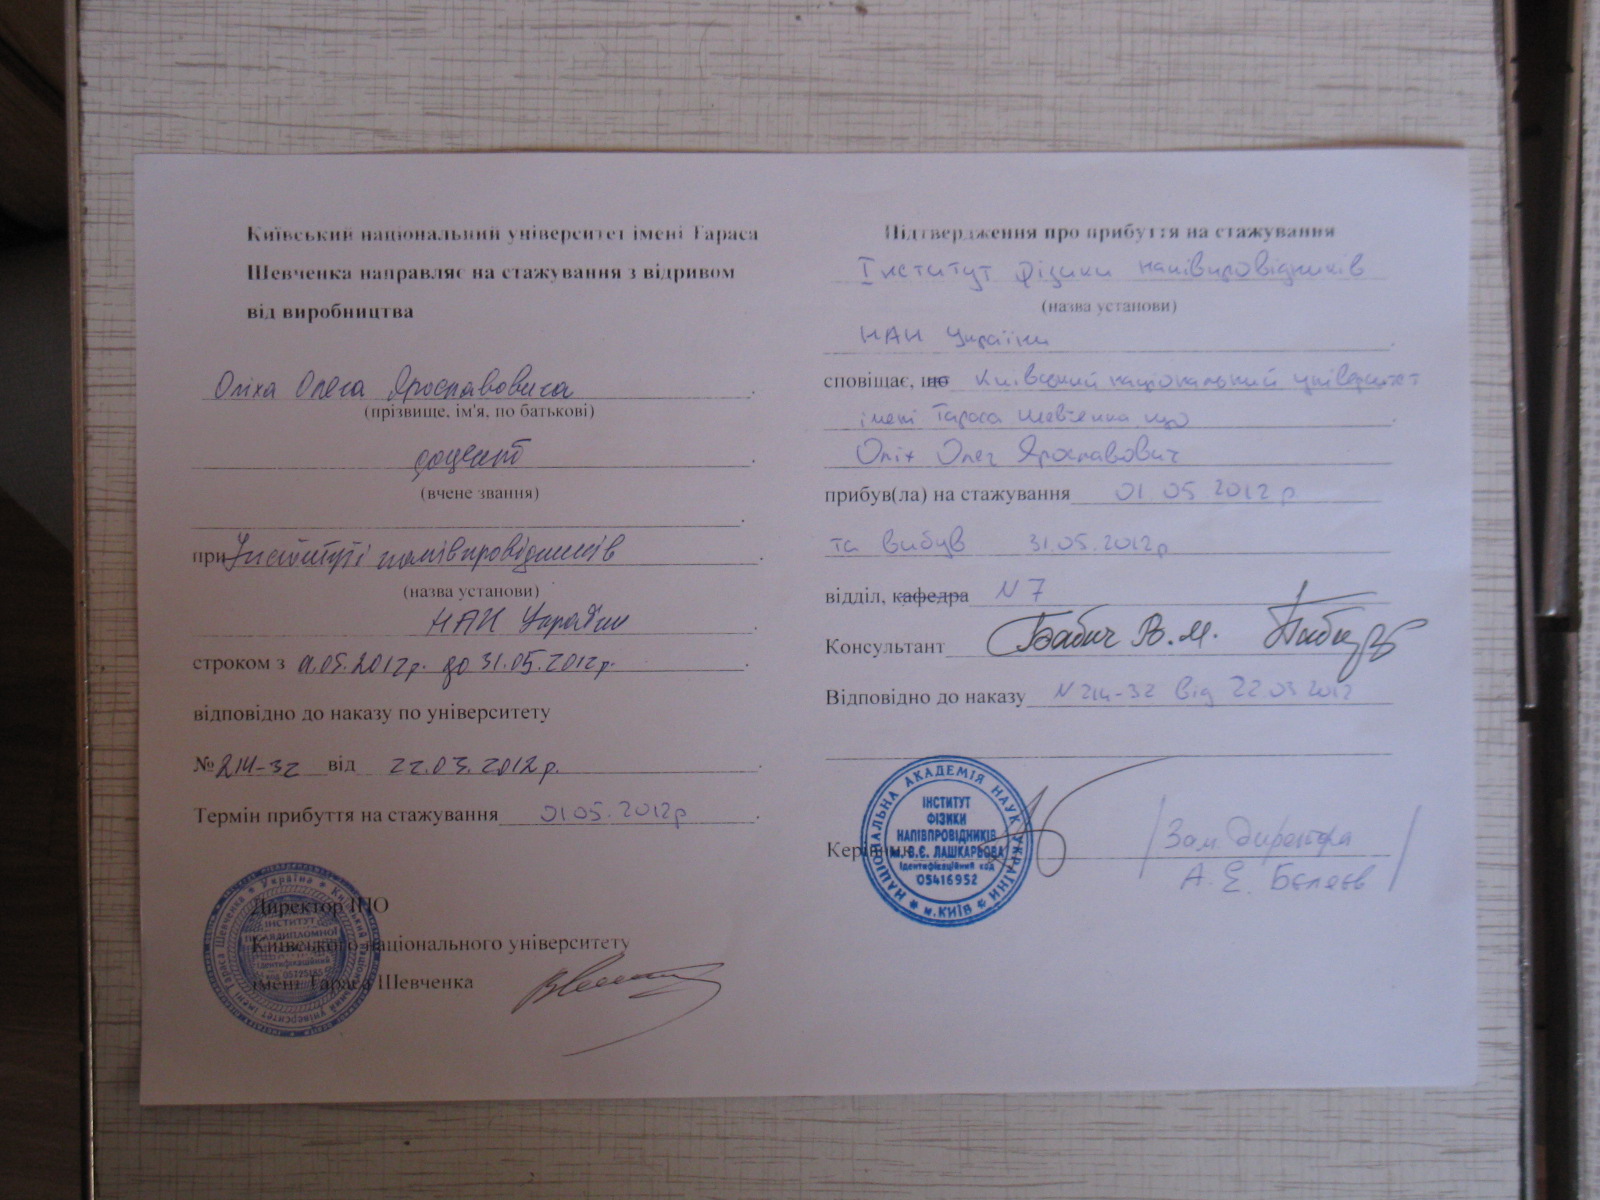 Київський національний університет імені Тараса
Шевченка направляє на стажування з відривом
від виробництва
Оліха Олега Ярославовича
(прізвище, ім'я, по батькові)
доцент
(вчене звання)
при Інституті напівпровідників
(назва установи)
НАН України
строком з 01.05.2012р. до 31.05.2012р.
відповідно до наказу по університету
№ 214-32 від 22.03.2012р.
Термін прибуття на стажування 01.05.2012р
Директор ІПО
Київського національного університету
імені Тараса Шевченка
Підтвердження про прибуття на стажування
Інститут фізики напівпровідників
(назва установи)
НАН України
сповіщає, що Київський національний університет
імені Тараса Шевченка що
Оліх Олег Ярославович
прибув(ла) на стажування 01.05.2012р
та вибув 31.05.2012р
відділ, кафедра N 7
Консультант Бабич В.М.
Відповідно до наказу N 214-32 від 22.03.2012
НАЦІОНАЛЬНА АКАДЕМІЯ НАУК УКРАЇНИ
ІНСТИТУТ
ФІЗИКИ
НАПІВПРОВІДНИКІВ
ім. В.Є. ЛАШКАРЬОВА
Ідентифікаційний код
05416952
м. КИЇВ
Керівник
Зам. директора
А.Е. Бєляєв